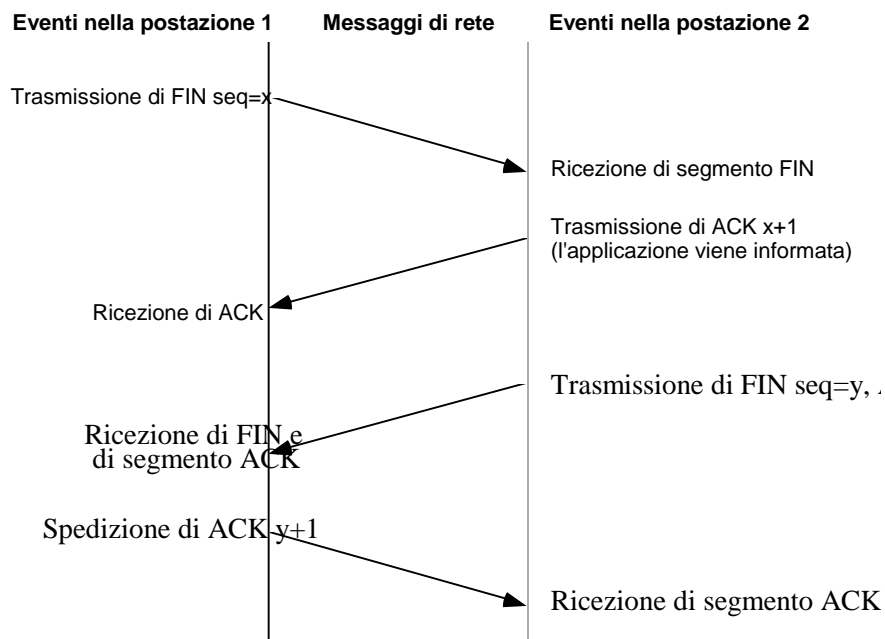 Eventi nella postazione 1 Messaggi di rete Eventi nella postazione 2
Trasmissione di FIN seq=x
Ricezione di segmento FIN
Trasmissione di ACK x+1
(l'applicazione viene informata)
Ricezione di ACK
Trasmissione di FIN seq=y,
Ricezione di FIN e
di segmento ACK
Spedizione di ACK y+1
Ricezione di segmento ACK